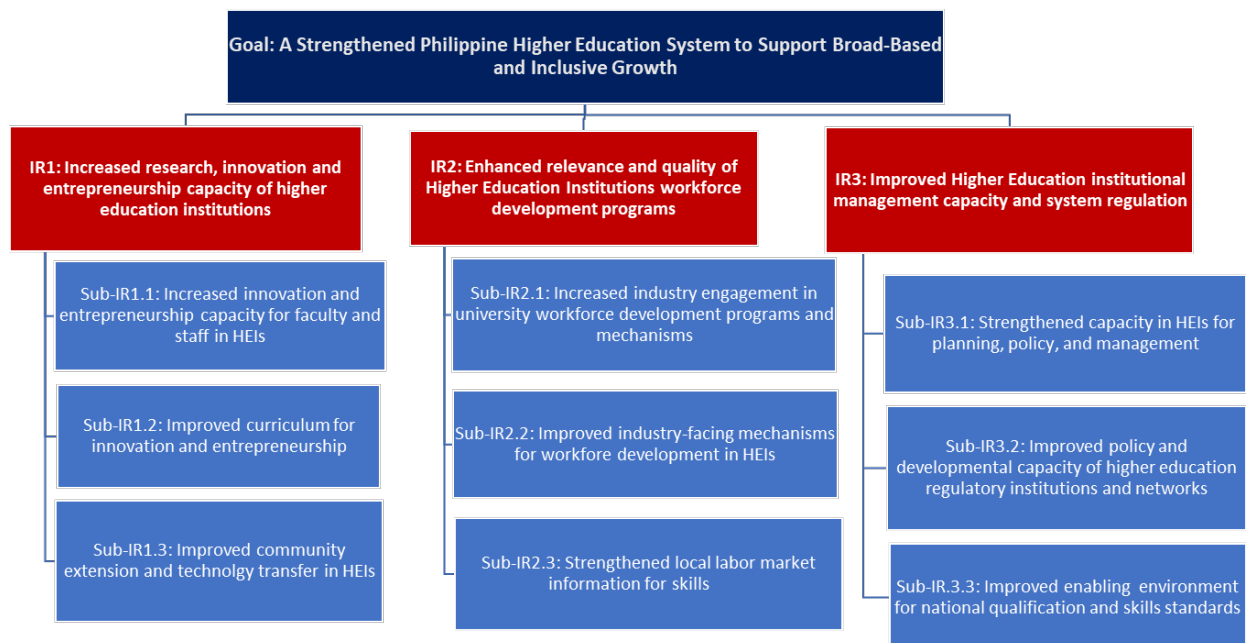 Goal: A Strengthened Philippine Higher Education System to Support Broad-Based
and Inclusive Growth
IR1: Increased research, innovation and
entrepreneurship capacity of higher
education institutions
Sub-IR1.1: Increased innovation and
entrepreneurship capacity for faculty and
staff in HEIs
Sub-IR1.2: Improved curriculum for
innovation and entrepreneurship
Sub-IR1.3: Improved community
extension and technolgy transfer in HEIs
IR2: Enhanced relevance and quality of
Higher Education Institutions workforce
development programs
Sub-IR2.1: Increased industry engagement in
university workforce development programs and
mechanisms
Sub-IR2.2: Improved industry-facing mechanisms
for workfore development in HEIs
Sub-IR2.3: Strengthened local labor market
information for skills
IR3: Improved Higher Education institutional
management capacity and system regulation
Sub-IR3.1: Strengthened capacity in HEIs for
planning, policy, and management
Sub-IR3.2: Improved policy and
developmental capacity of higher education
regulatory institutions and networks
Sub-IR.3.3: Improved enabling environment
for national qualification and skills standards